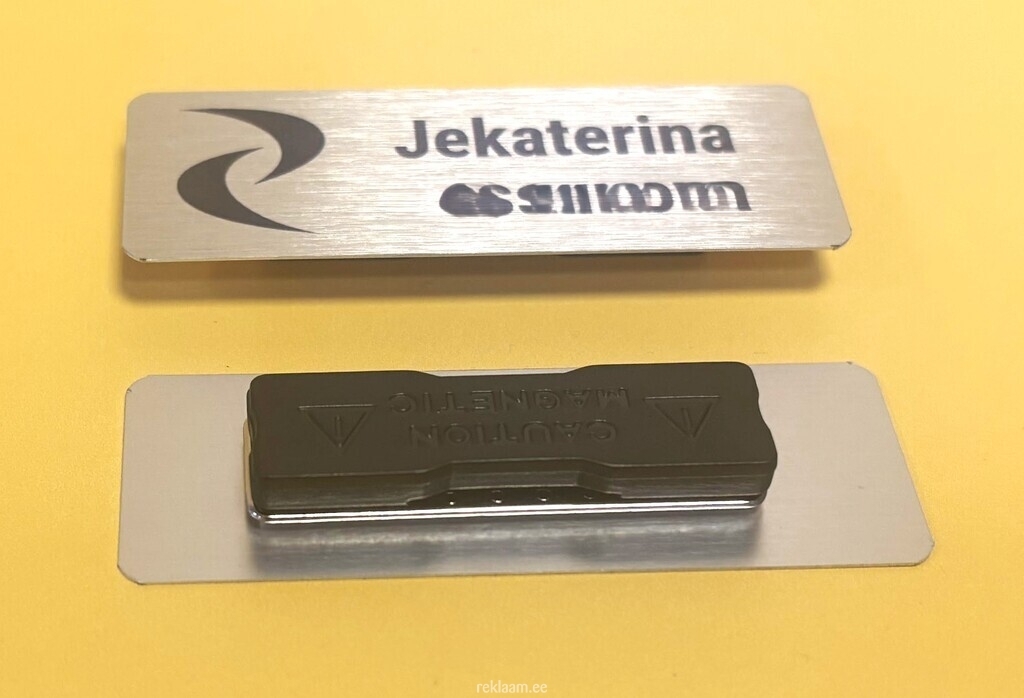 Jekaterina
CAUTION
MAGNETIC
reklaam.ee